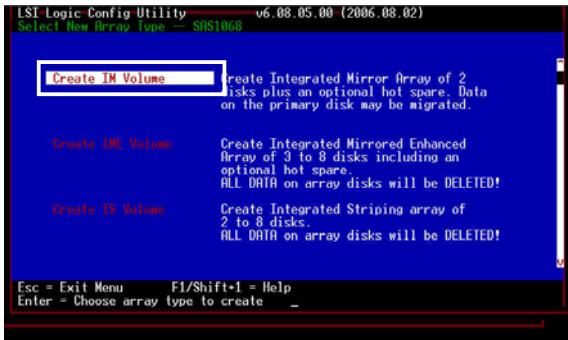 LSI Logic Config Utility v6.08.05.00 (2006.08.02)
Select New Array Type -- SAS1068
Create IM Volume Create Integrated Mirror Array of 2
disks plus an optional hot spare. Data
on the primary disk may be migrated.
Create IME Volume Create Integrated Mirrored Enhanced
Array of 3 to 8 disks including an
optional hot spare.
ALL DATA on array disks will be DELETED!
Create IS Volume Create Integrated Striping array of
2 to 8 disks.
ALL DATA on array disks will be DELETED!
Esc = Exit Menu F1/Shift+1 = Help
Enter = Choose array type to create _